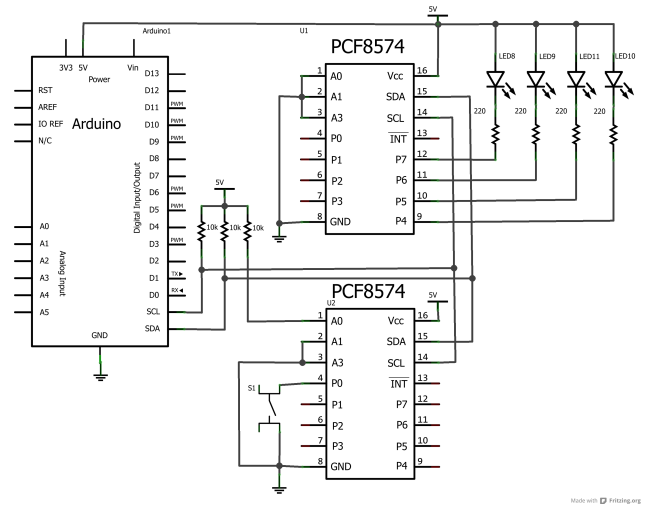 5V
Arduino1
U1
PCF8574
3V3 5V Vin
Power
RST
AREF
IO REF
N/C
Arduino
D13
D12
D11 PWM
D10 PWM
D9 PWM
D8
D7
D6 PWM
D5 PWM
D4
D3 PWM
D2
D1 TX
D0 RX
SCL
SDA
Digital Input/Output
A0
A1
A2
A3
A4
A5
Analog Input
GND
5V
10k 10k 10k
1 A0 Vcc 16
2 A1 SDA 15
3 A3 SCL 14
4 P0 INT 13
5 P1 P7 12
6 P2 P6 11
7 P3 P5 10
8 GND P4 9
LED8 LED9 LED11 LED10
220 220 220 220
PCF8574
U2
5V
1 A0 Vcc 16
2 A1 SDA 15
3 A3 SCL 14
4 P0 INT 13
5 P1 P7 12
6 P2 P6 11
7 P3 P5 10
8 GND P4 9
S1
Made with Fritzing.org